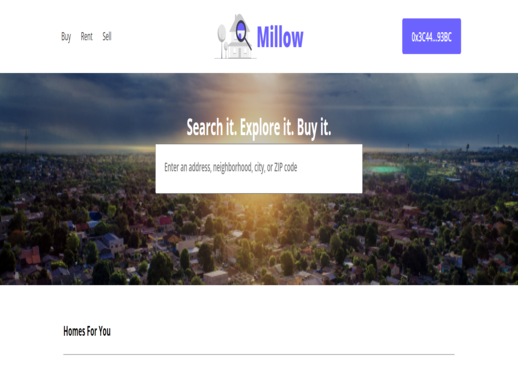 Buy Rent Sell
Millow
0x3C44...93BC
Search it. Explore it. Buy it.
Enter an address, neighborhood, city, or ZIP code
Homes For You